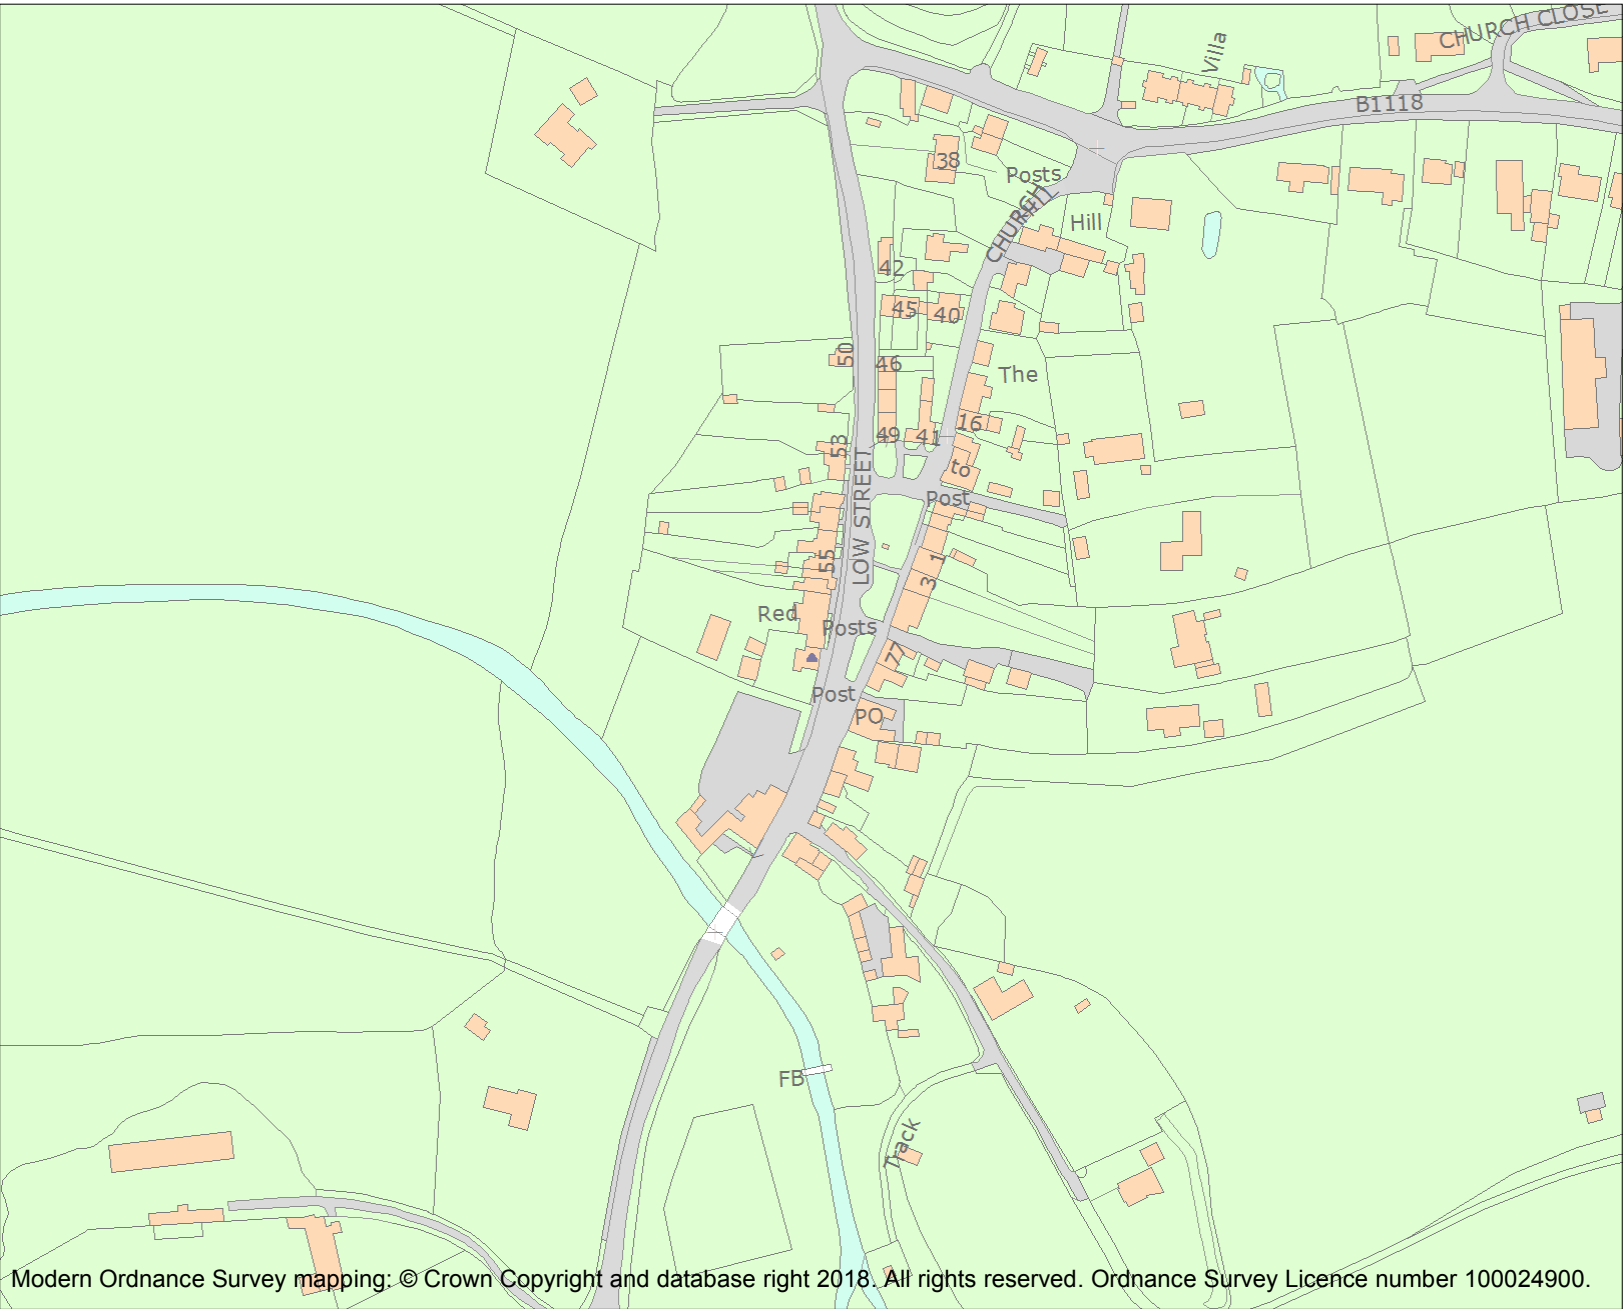 CHURCH CLOSE
Villa
B1118
38
Posts
CHURCH
HILL
Hill
42
45
40
50
46
The
16
53
49
41
to
LOW STREET
Post
55
1
3
Red
Posts
77
Post
PO
FB
Track
Modern Ordnance Survey mapping: © Crown Copyright and database right 2018. All rights reserved. Ordnance Survey Licence number 100024900.